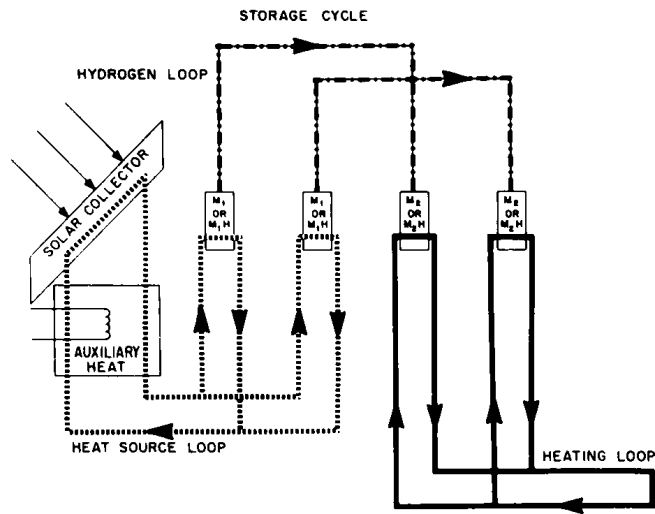 STORAGE CYCLE
HYDROGEN LOOP
SOLAR COLLECTOR
M₁
OR
M₁H
M₁
OR
M₁H
M₂
OR
M₂H
M₂
OR
M₂H
AUXILIARY
HEAT
HEAT SOURCE LOOP
HEATING LOOP